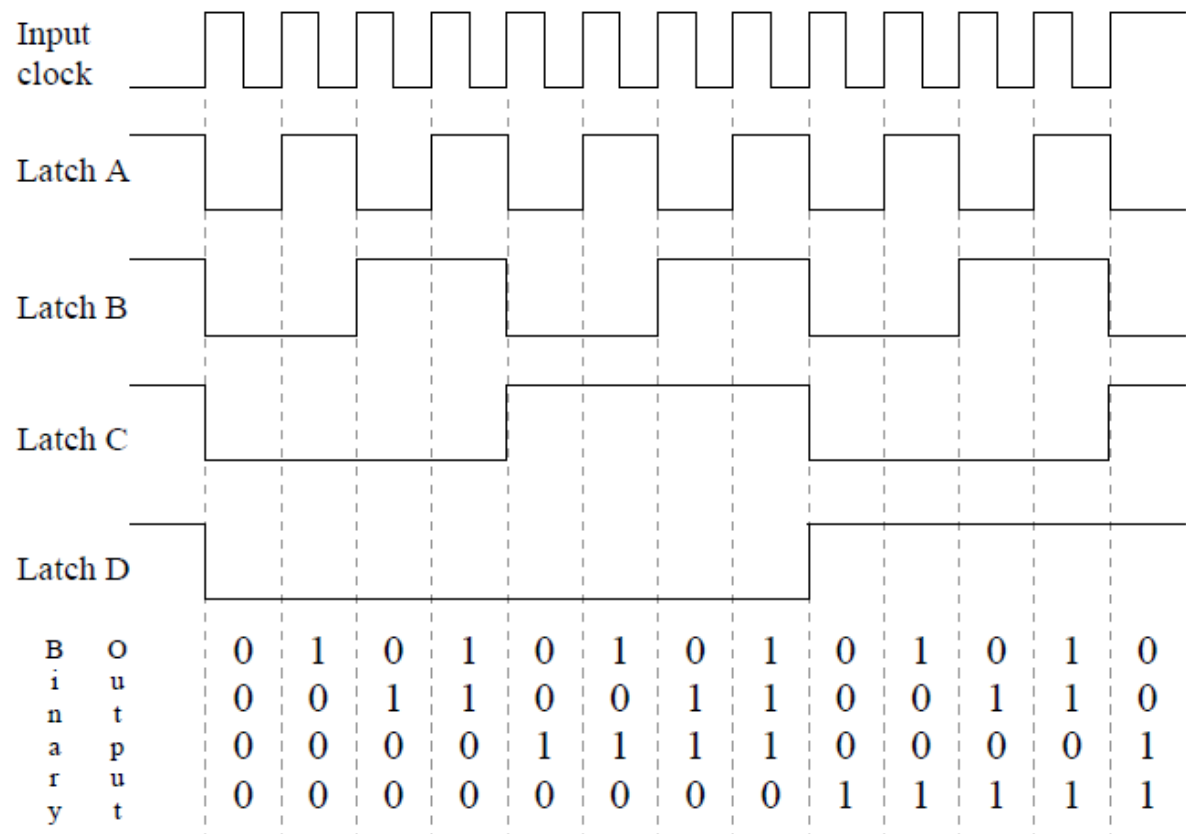 Input
clock
Latch A
Latch B
Latch C
Latch D
Binary
Output
0 1 0 1 0 1 0 1 0 1 0 1 0
0 0 1 1 0 0 1 1 0 0 1 1 0
0 0 0 0 1 1 1 1 0 0 0 0 1
0 0 0 0 0 0 0 0 1 1 1 1 1